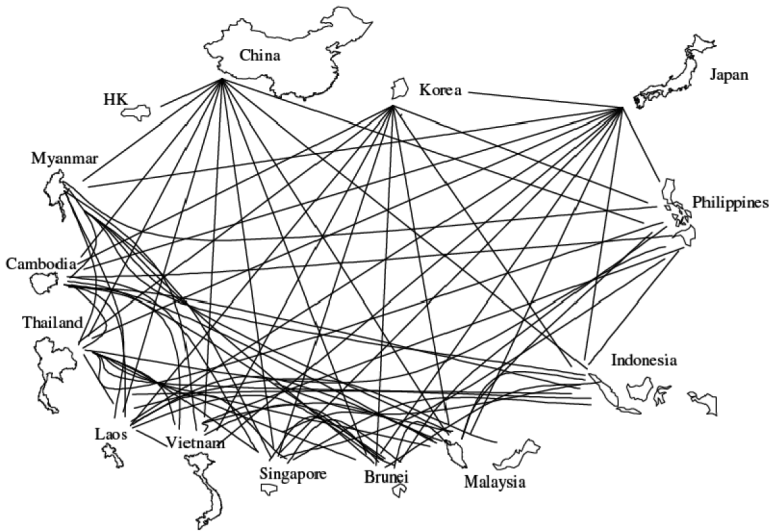 China
Korea
Japan
HK
Myanmar
Philippines
Cambodia
Thailand
Indonesia
Laos
Vietnam
Singapore
Brunei
Malaysia